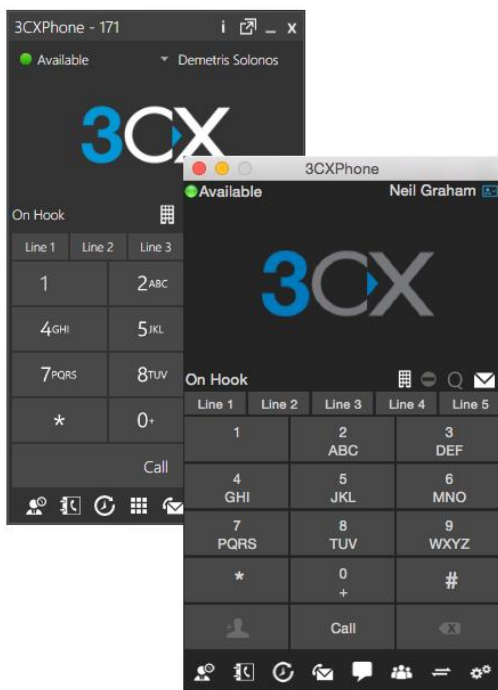 3CXPhone - 171
Available
Demetris Solonos
3CX
On Hook
Line 1 Line 2 Line 3
1 2ABC
4GHI 5JKL
7PQRS 8TUV
* 0+
Call
3CXPhone
Available Neil Graham
3CX
On Hook
Line 1 Line 2 Line 3 Line 4 Line 5
1 2 3
ABC DEF
4 5 6
GHI JKL MNO
7 8 9
PQRS TUV WXYZ
* 0 #
+
Call